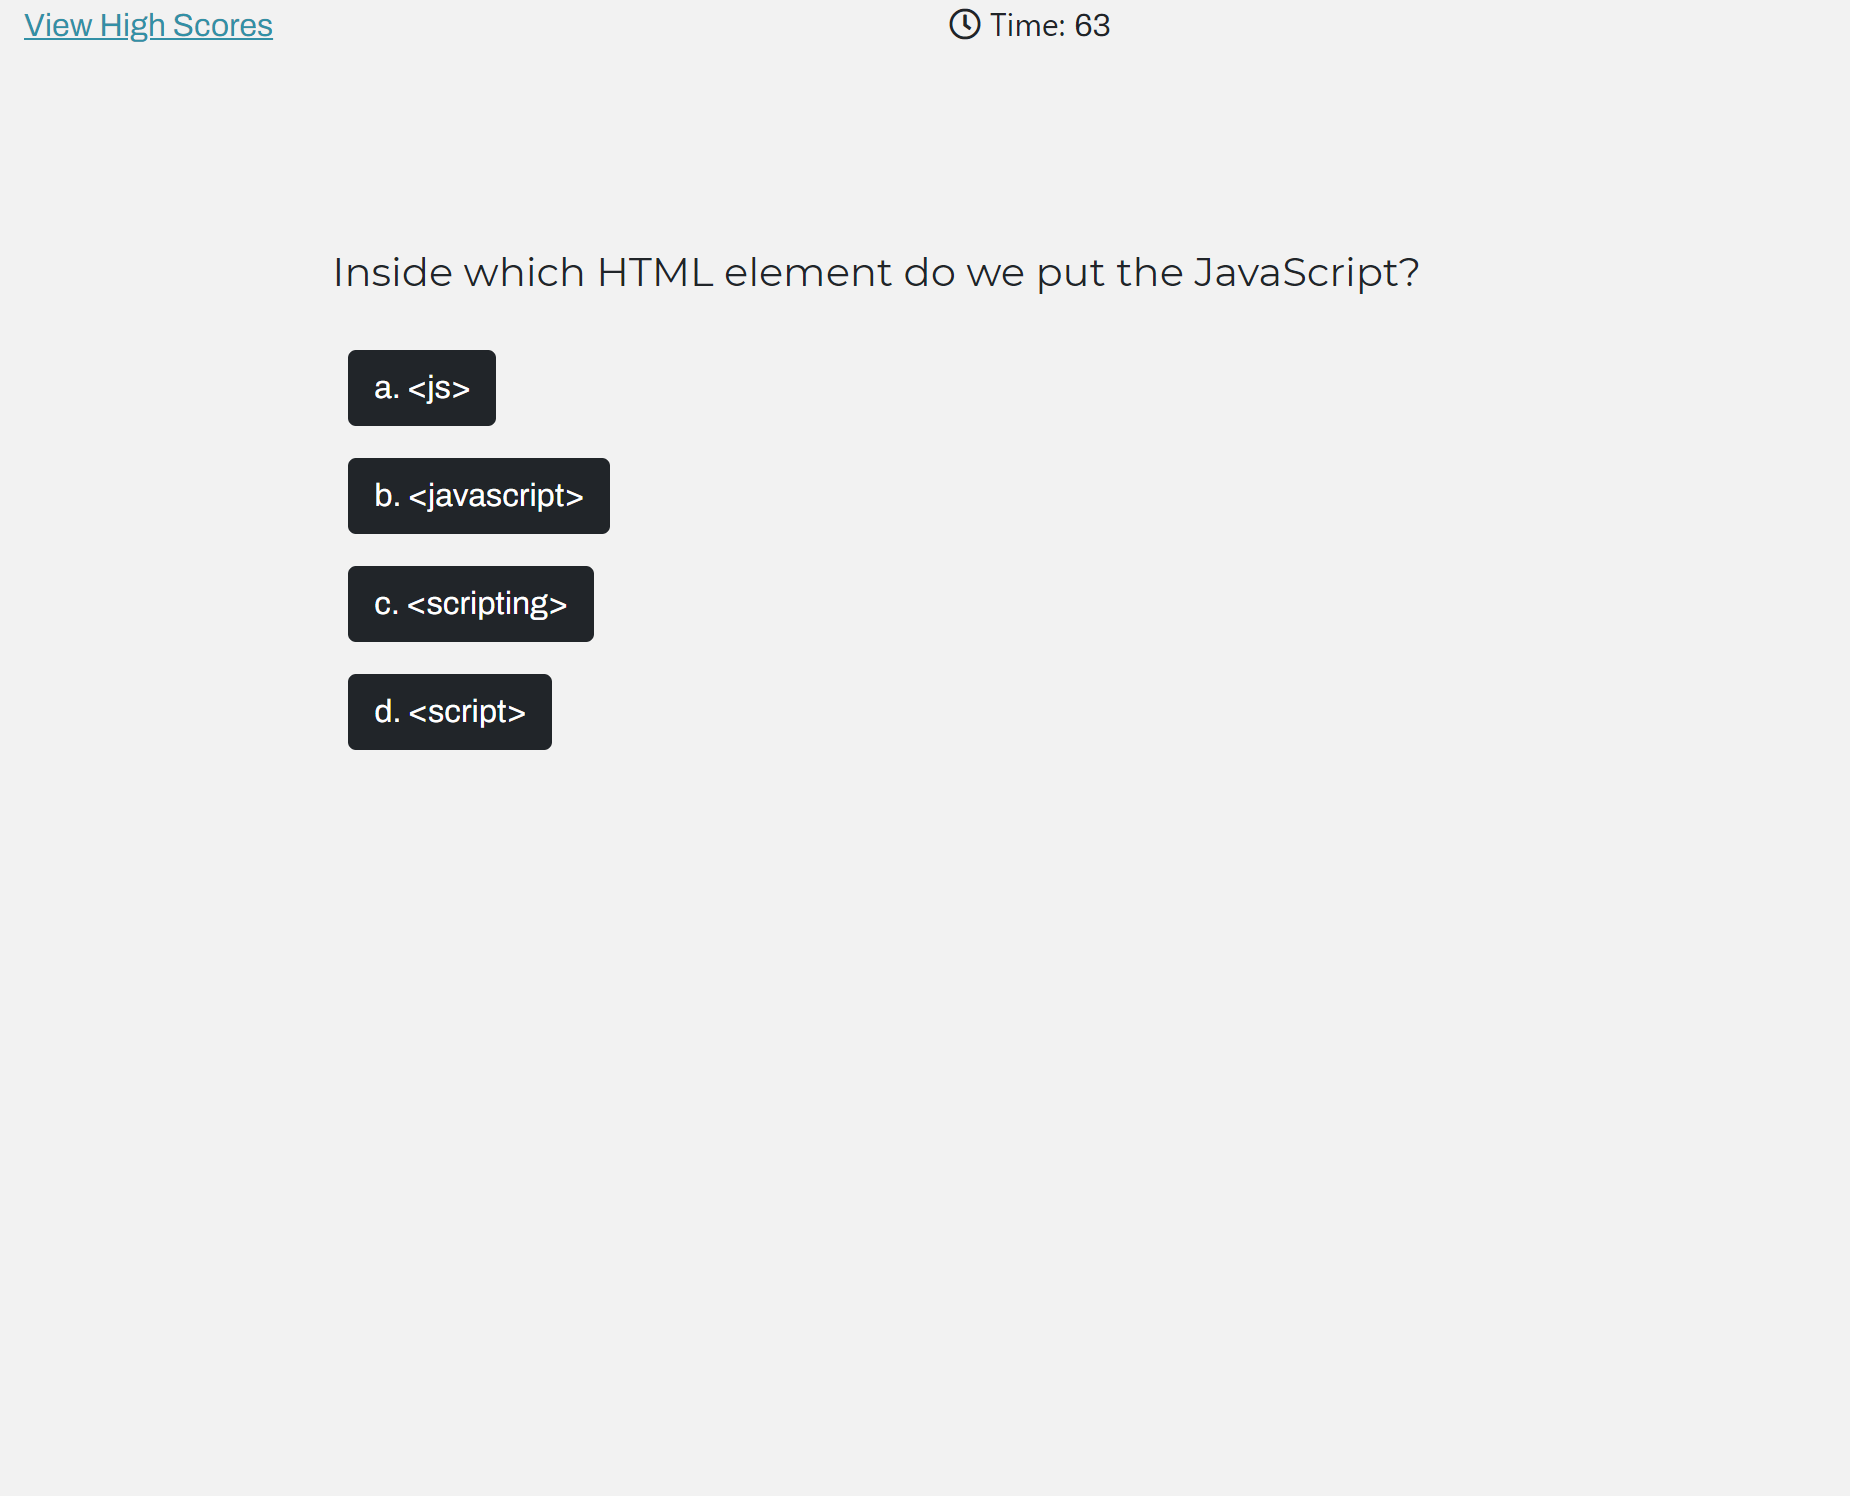 View High Scores
Time: 63
Inside which HTML element do we put the JavaScript?
a. <js>
b. <javascript>
c. <scripting>
d. <script>